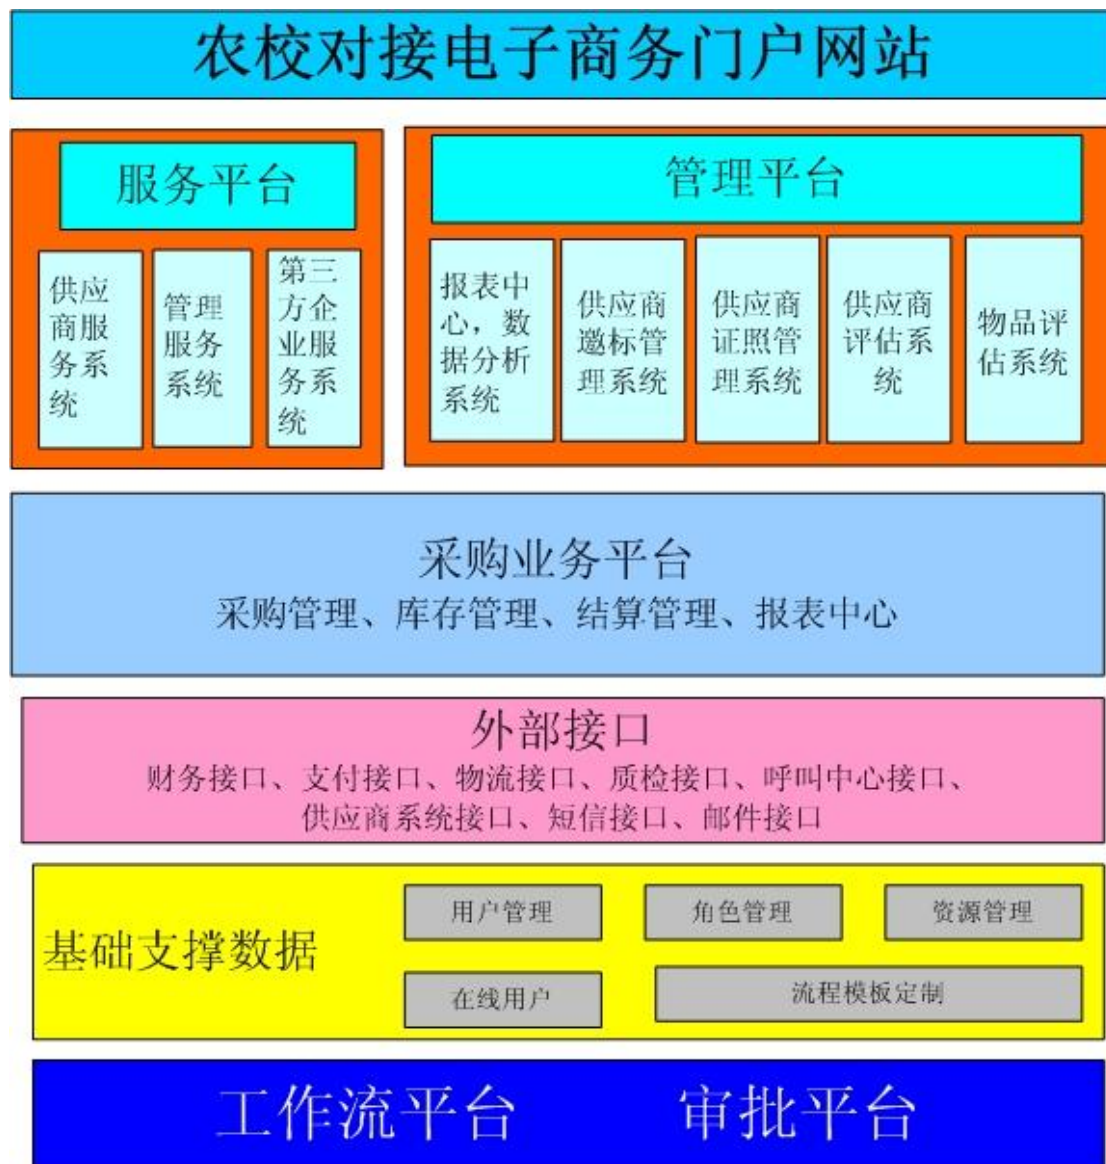 农校对接电子商务门户网站
服务平台
供应
商服
务系
统
管理
服务
系统
第三
方企
业服
务系
统
管理平台
报表中
心，数
据分析
系统
供应商
邀标管
理系统
供应商
证照管
理系统
供应商
评估系
统
物品评
估系统
采购业务平台
采购管理、库存管理、结算管理、报表中心
外部接口
财务接口、支付接口、物流接口、质检接口、呼叫中心接口、
供应商系统接口、短信接口、邮件接口
基础支撑数据
用户管理
角色管理
资源管理
在线用户
流程模板定制
工作流平台 审批平台